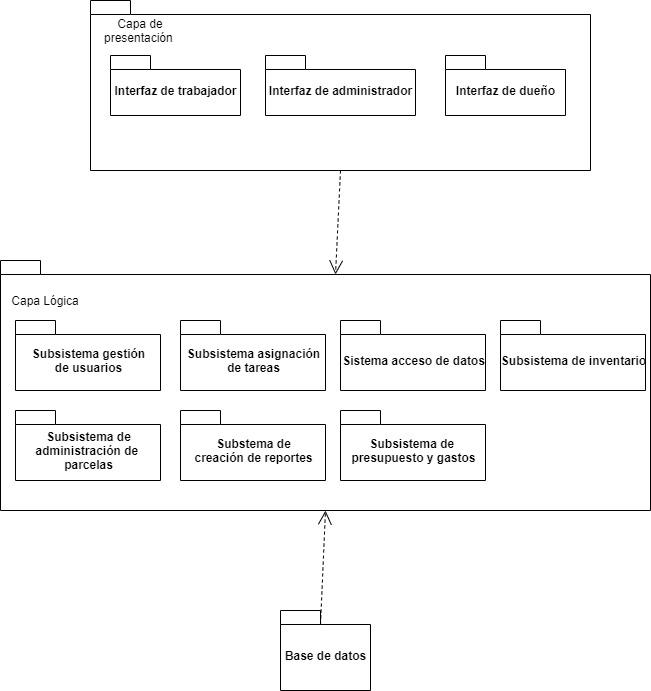 Capa de
presentación
Interfaz de trabajador
Interfaz de administrador
Interfaz de dueño
Capa Lógica
Subsistema gestión
de usuarios
Subsistema asignación
de tareas
Sistema acceso de datos
Subsistema de inventario
Subsistema de
administración de
parcelas
Substema de
creación de reportes
Subsistema de
presupuesto y gastos
Base de datos